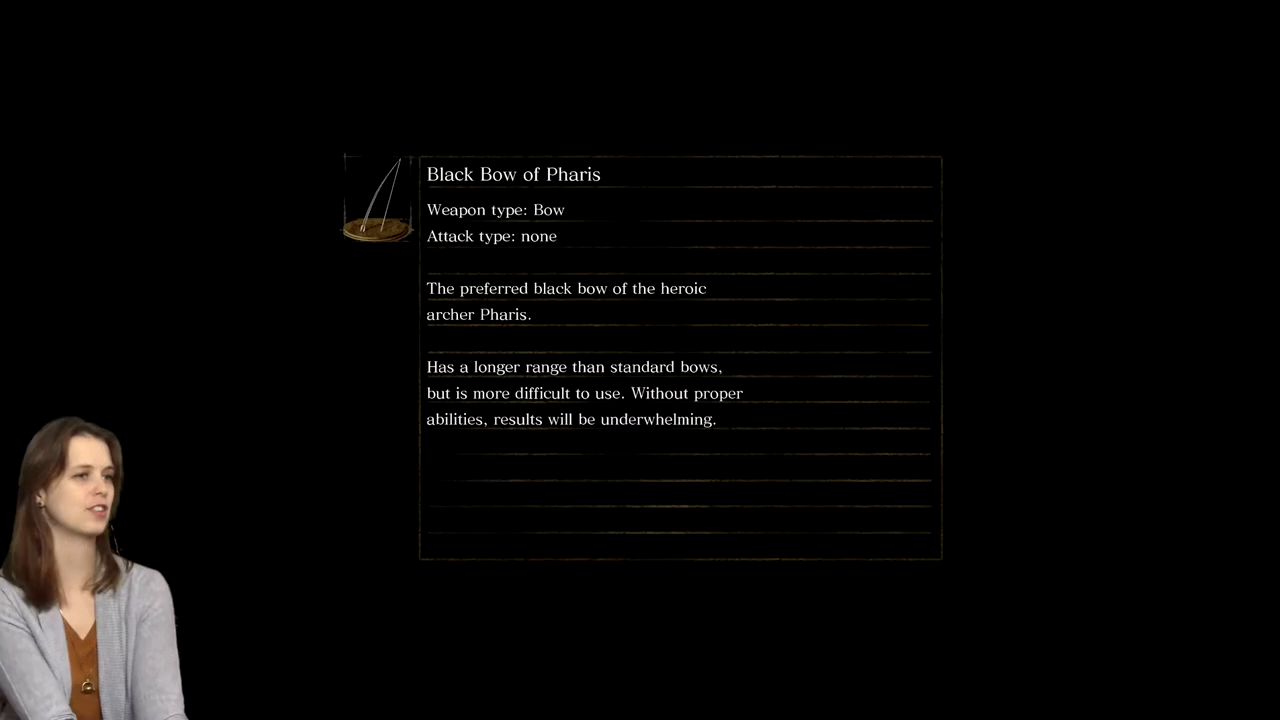 Black Bow of Pharis
Weapon type: Bow
Attack type: none
The preferred black bow of the heroic
archer Pharis.
Has a longer range than standard bows,
but is more difficult to use. Without proper
abilities, results will be underwhelming.